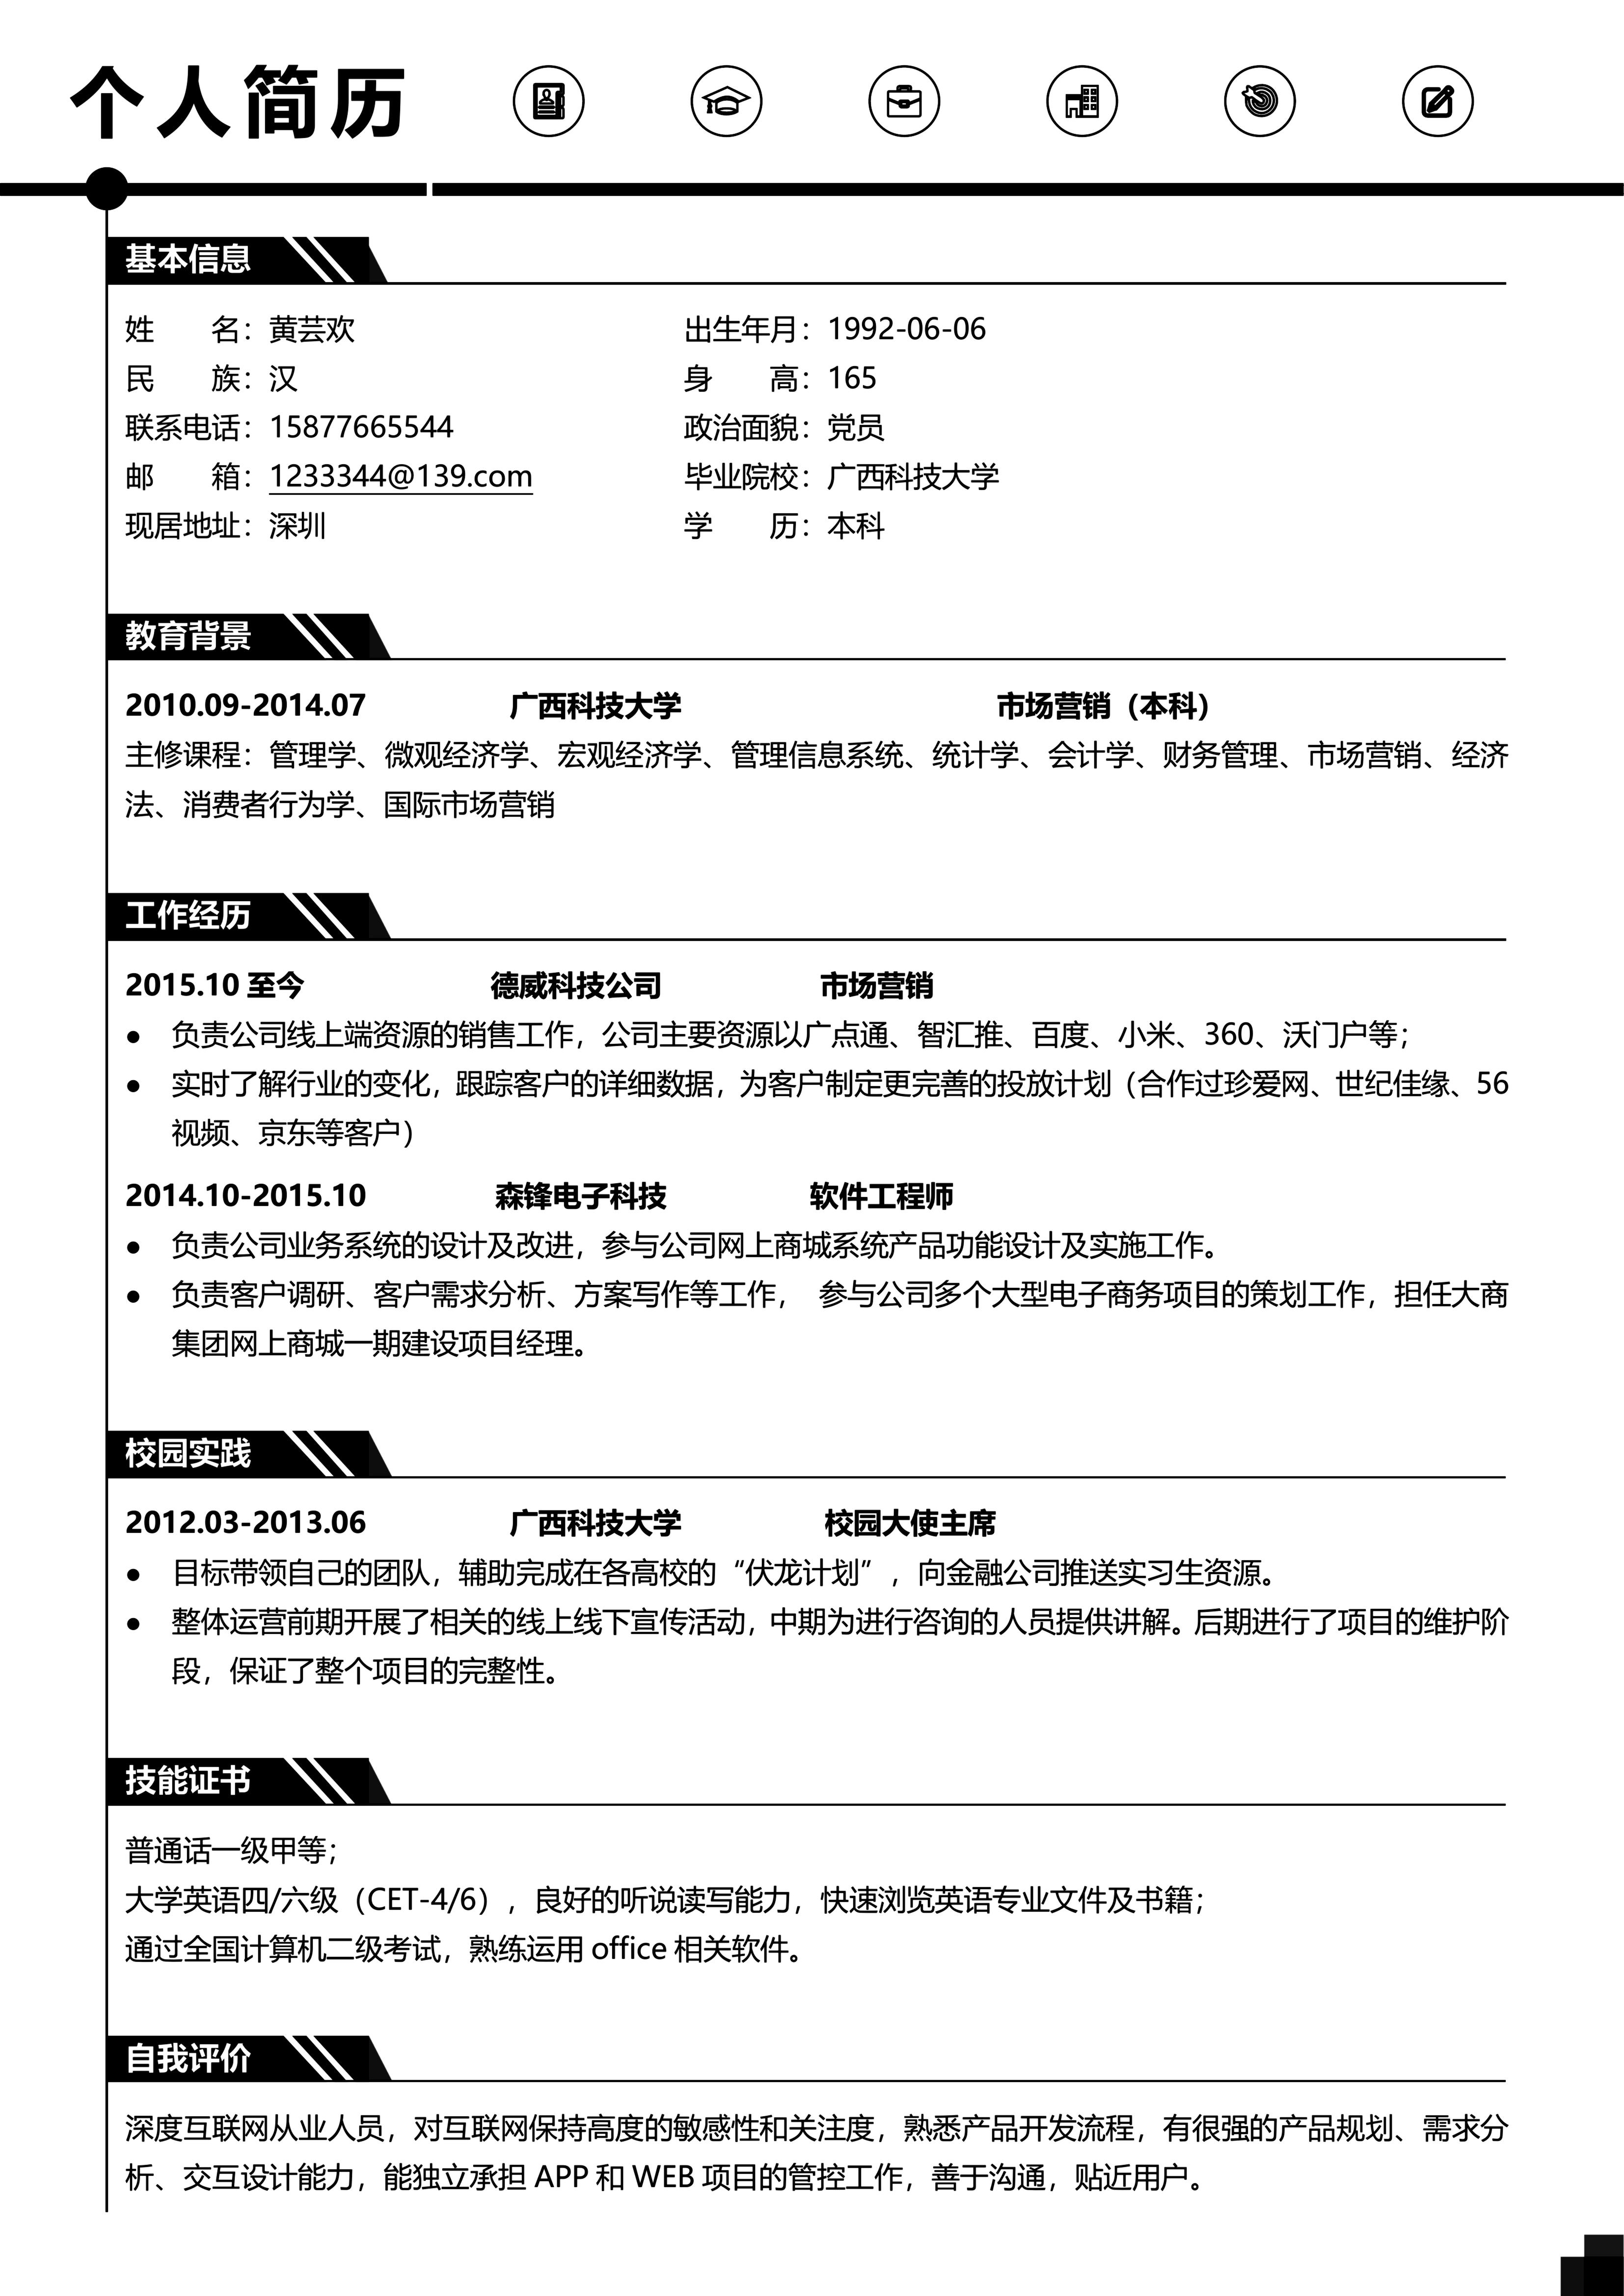 个人简历
基本信息
姓　　名：黄芸欢　出生年月：1992-06-06
民　　族：汉　身　　高：165
联系电话：15877665544　政治面貌：党员
邮　　箱：1233344@139.com　毕业院校：广西科技大学
现居地址：深圳　学　　历：本科
教育背景
2010.09-2014.07　广西科技大学　市场营销（本科）
主修课程：管理学、微观经济学、宏观经济学、管理信息系统、统计学、会计学、财务管理、市场营销、经济
法、消费者行为学、国际市场营销
工作经历
2015.10 至今　德威科技公司　市场营销
● 负责公司线上端资源的销售工作，公司主要资源以广点通、智汇推、百度、小米、360、沃门户等；
● 实时了解行业的变化，跟踪客户的详细数据，为客户制定更完善的投放计划（合作过珍爱网、世纪佳缘、56
视频、京东等客户）
2014.10-2015.10　森锋电子科技　软件工程师
● 负责公司业务系统的设计及改进，参与公司网上商城系统产品功能设计及实施工作。
● 负责客户调研、客户需求分析、方案写作等工作， 参与公司多个大型电子商务项目的策划工作，担任大商
集团网上商城一期建设项目经理。
校园实践
2012.03-2013.06　广西科技大学　校园大使主席
● 目标带领自己的团队，辅助完成在各高校的“伏龙计划”，向金融公司推送实习生资源。
● 整体运营前期开展了相关的线上线下宣传活动，中期为进行咨询的人员提供讲解。后期进行了项目的维护阶
段，保证了整个项目的完整性。
技能证书
普通话一级甲等；
大学英语四/六级（CET-4/6），良好的听说读写能力，快速浏览英语专业文件及书籍；
通过全国计算机二级考试，熟练运用 office 相关软件。
自我评价
深度互联网从业人员，对互联网保持高度的敏感性和关注度，熟悉产品开发流程，有很强的产品规划、需求分
析、交互设计能力，能独立承担 APP 和 WEB 项目的管控工作，善于沟通，贴近用户。